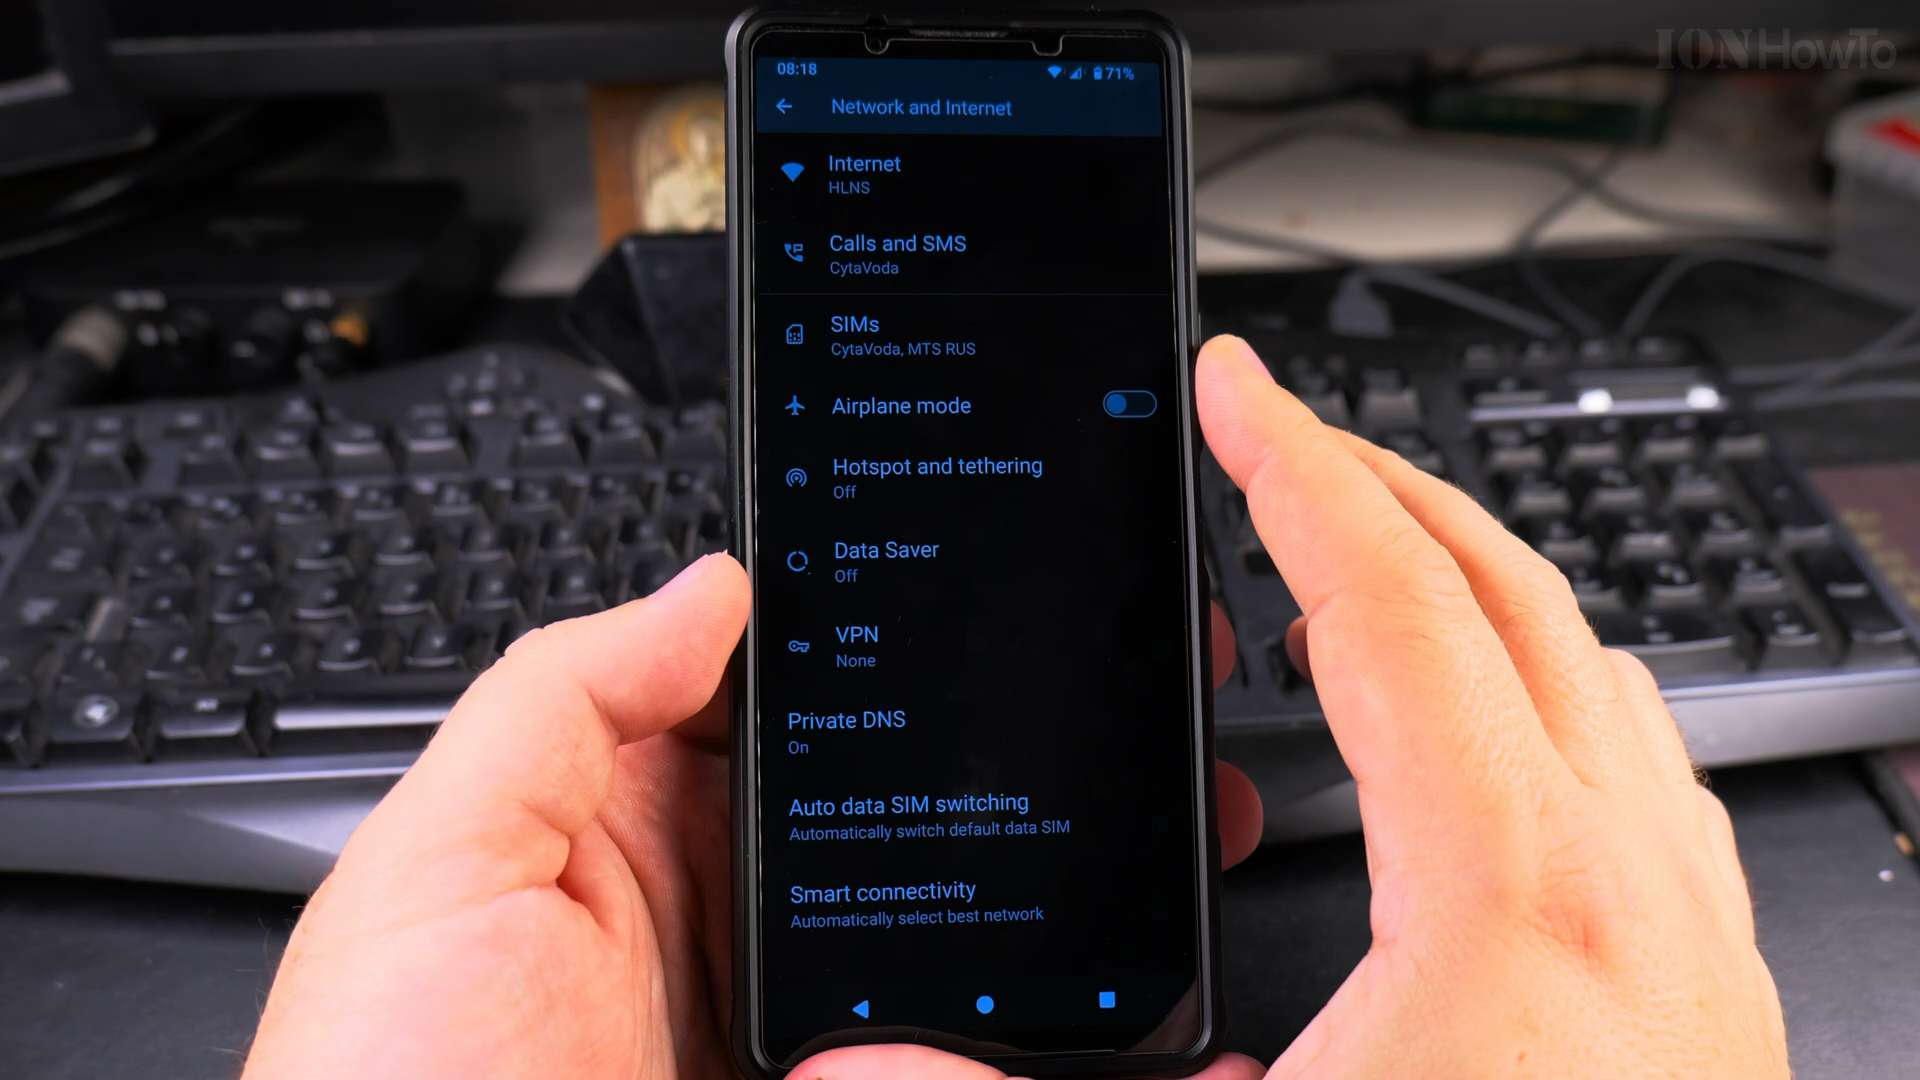 IONHowTo
08:18
71%
Network and Internet
Internet
HLNS
Calls and SMS
CytaVoda
SIMs
CytaVoda, MTS RUS
Airplane mode
Hotspot and tethering
Off
Data Saver
Off
VPN
None
Private DNS
On
Auto data SIM switching
Automatically switch default data SIM
Smart connectivity
Automatically select best network